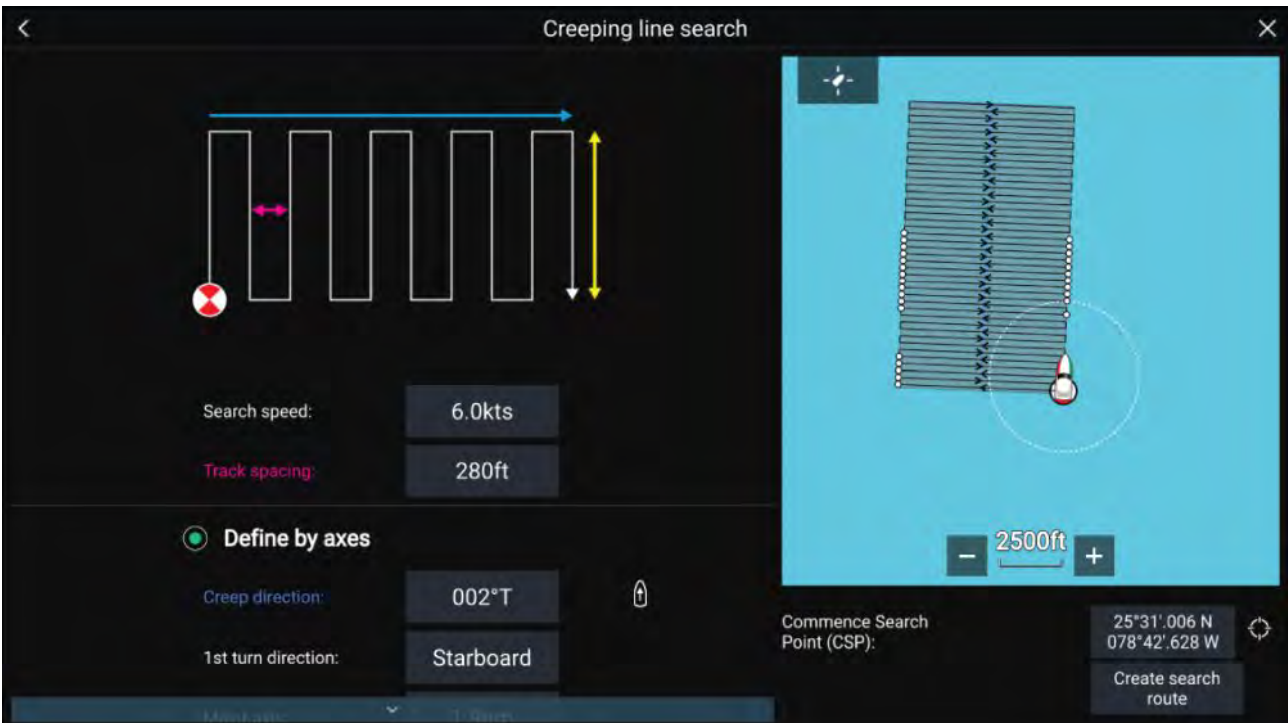 Creeping line search
Search speed:
6.0kts
Track spacing:
280ft
Define by axes
Creep direction:
002°T
1st turn direction:
Starboard
2500ft
Commence Search
Point (CSP):
25°31'.006 N
078°42'.628 W
Create search
route